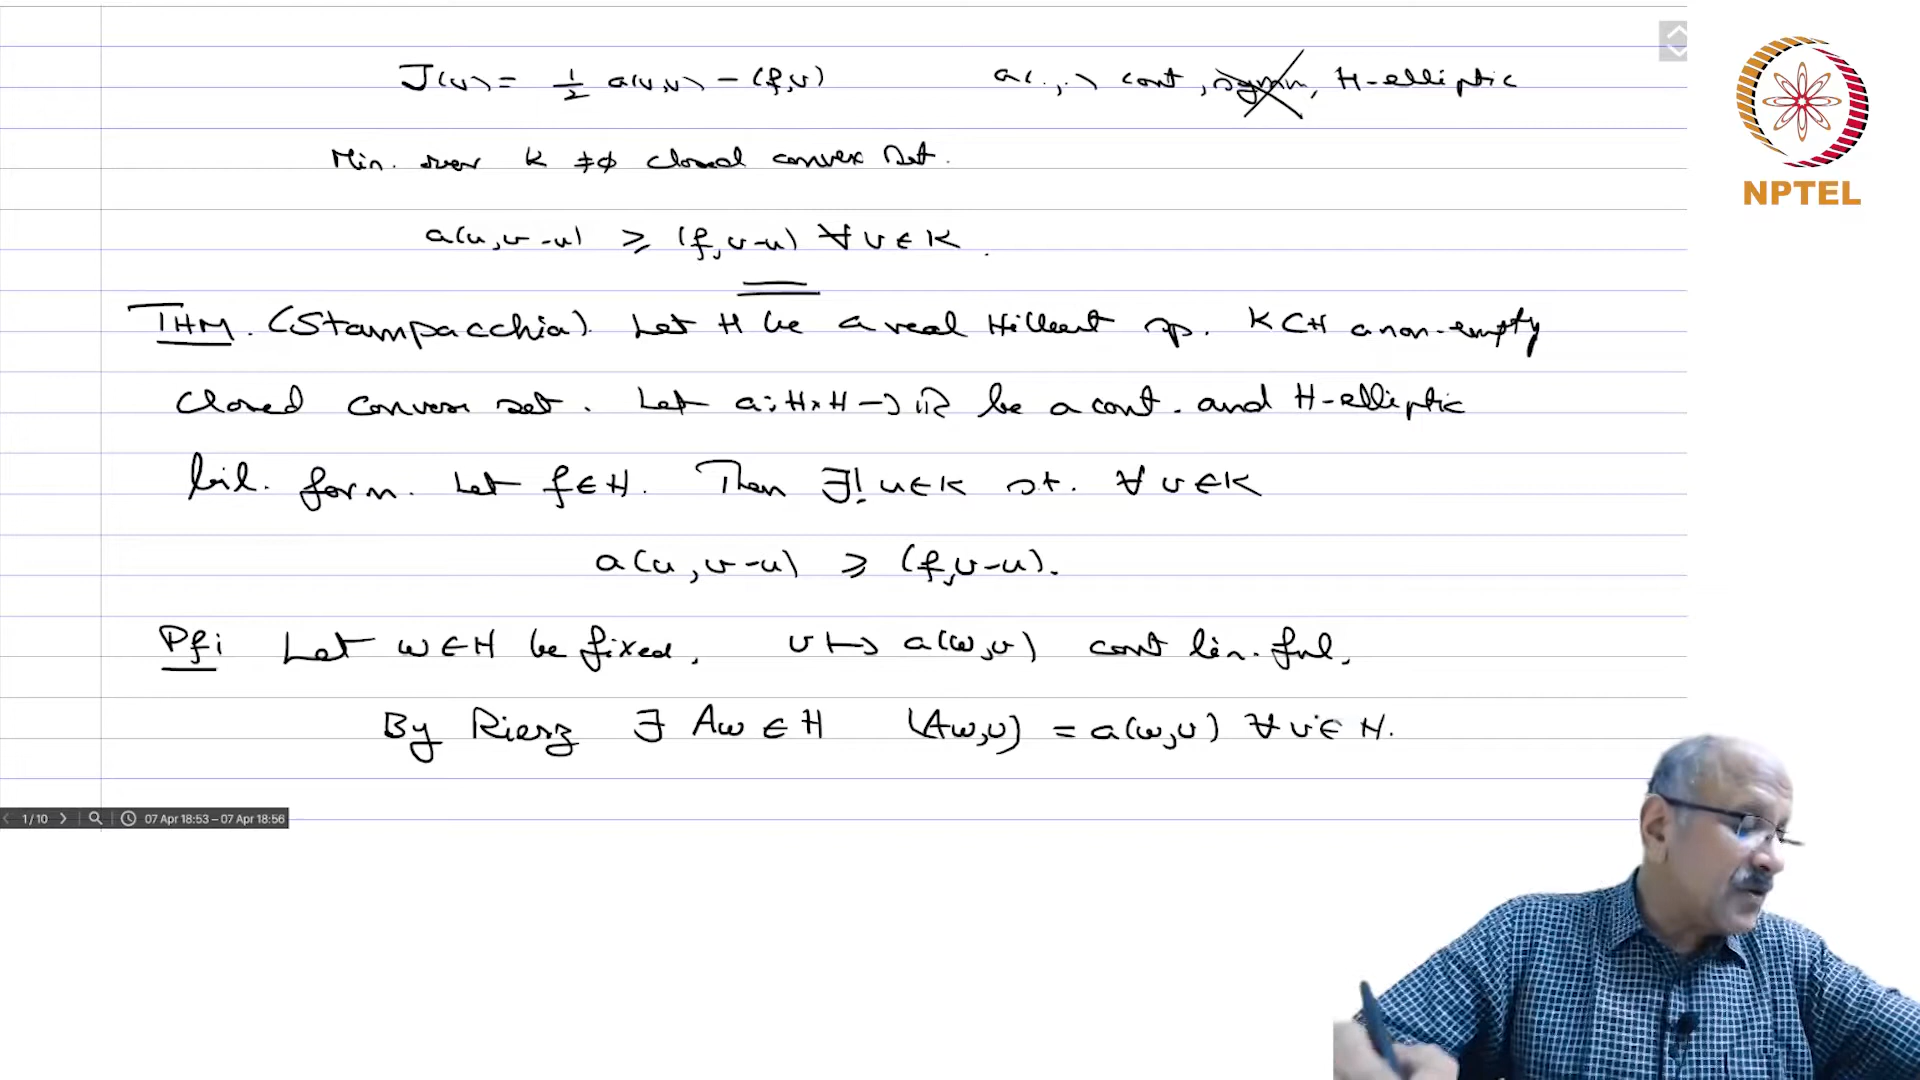 J(v) = 1/2 a(v,v) - (f,v) a(.,.) cont, symm, H-elliptic
Min. over K ≠ φ closed convex set.
NPTEL
a(u,v-u) ≥ (f,v-u) ∀ v ∈ K.
THM. (Stampacchia). Let H be a real Hilbert sp. K ⊂ H a non-empty
closed convex set. Let a: H×H → ℝ be a cont. and H-elliptic
bil. form. Let f ∈ H. Then ∃! u ∈ K s.t. ∀ v ∈ K
a(u,v-u) ≥ (f,v-u).
Pf: Let w ∈ H be fixed. v ↦ a(w,v) cont lin. fnl.
By Riesz ∃ Aw ∈ H (Aw,v) = a(w,v) ∀ v ∈ H.
1/10 07 Apr 18:53 – 07 Apr 18:56